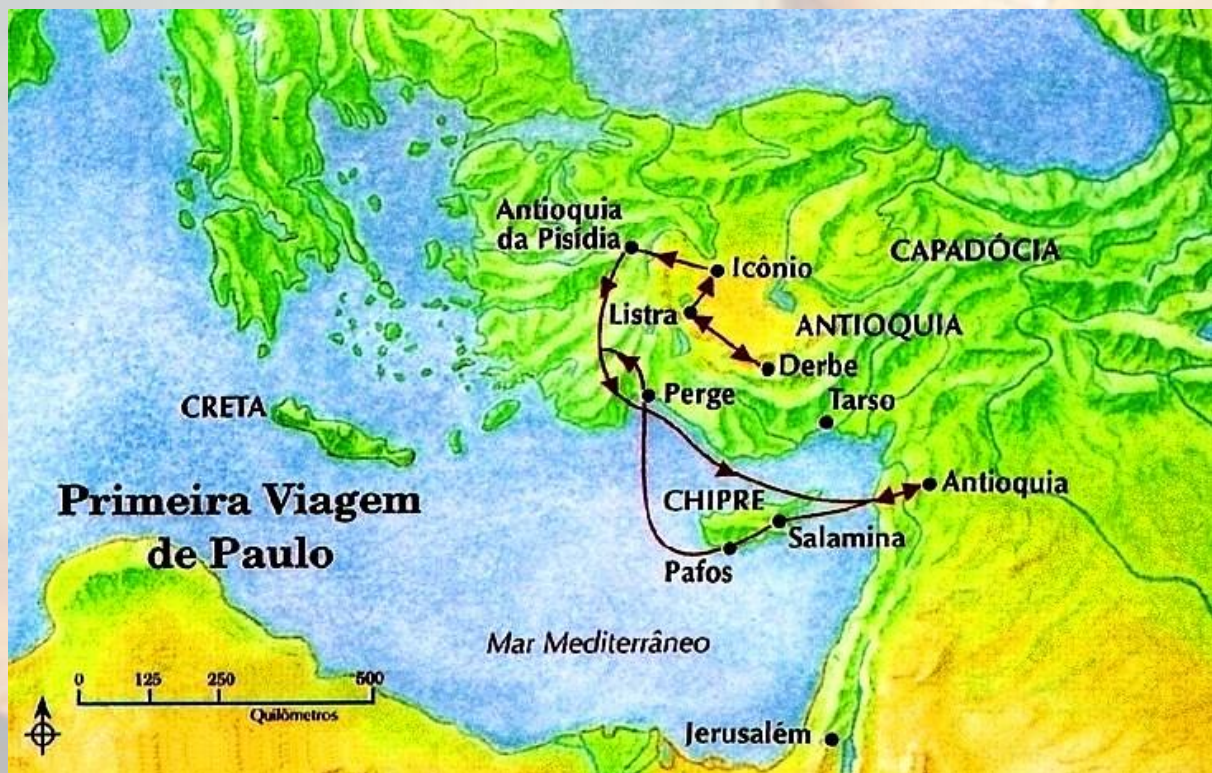 Antioquia
da Pisídia
Icônio
CAPADÓCIA
Listra
ANTIOQUIA
Derbe
Perge
Tarso
CRETA
Primeira Viagem
de Paulo
CHIPRE
Antioquia
Salamina
Pafos
Mar Mediterrâneo
0 125 250 500
Quilômetros
Jerusalém